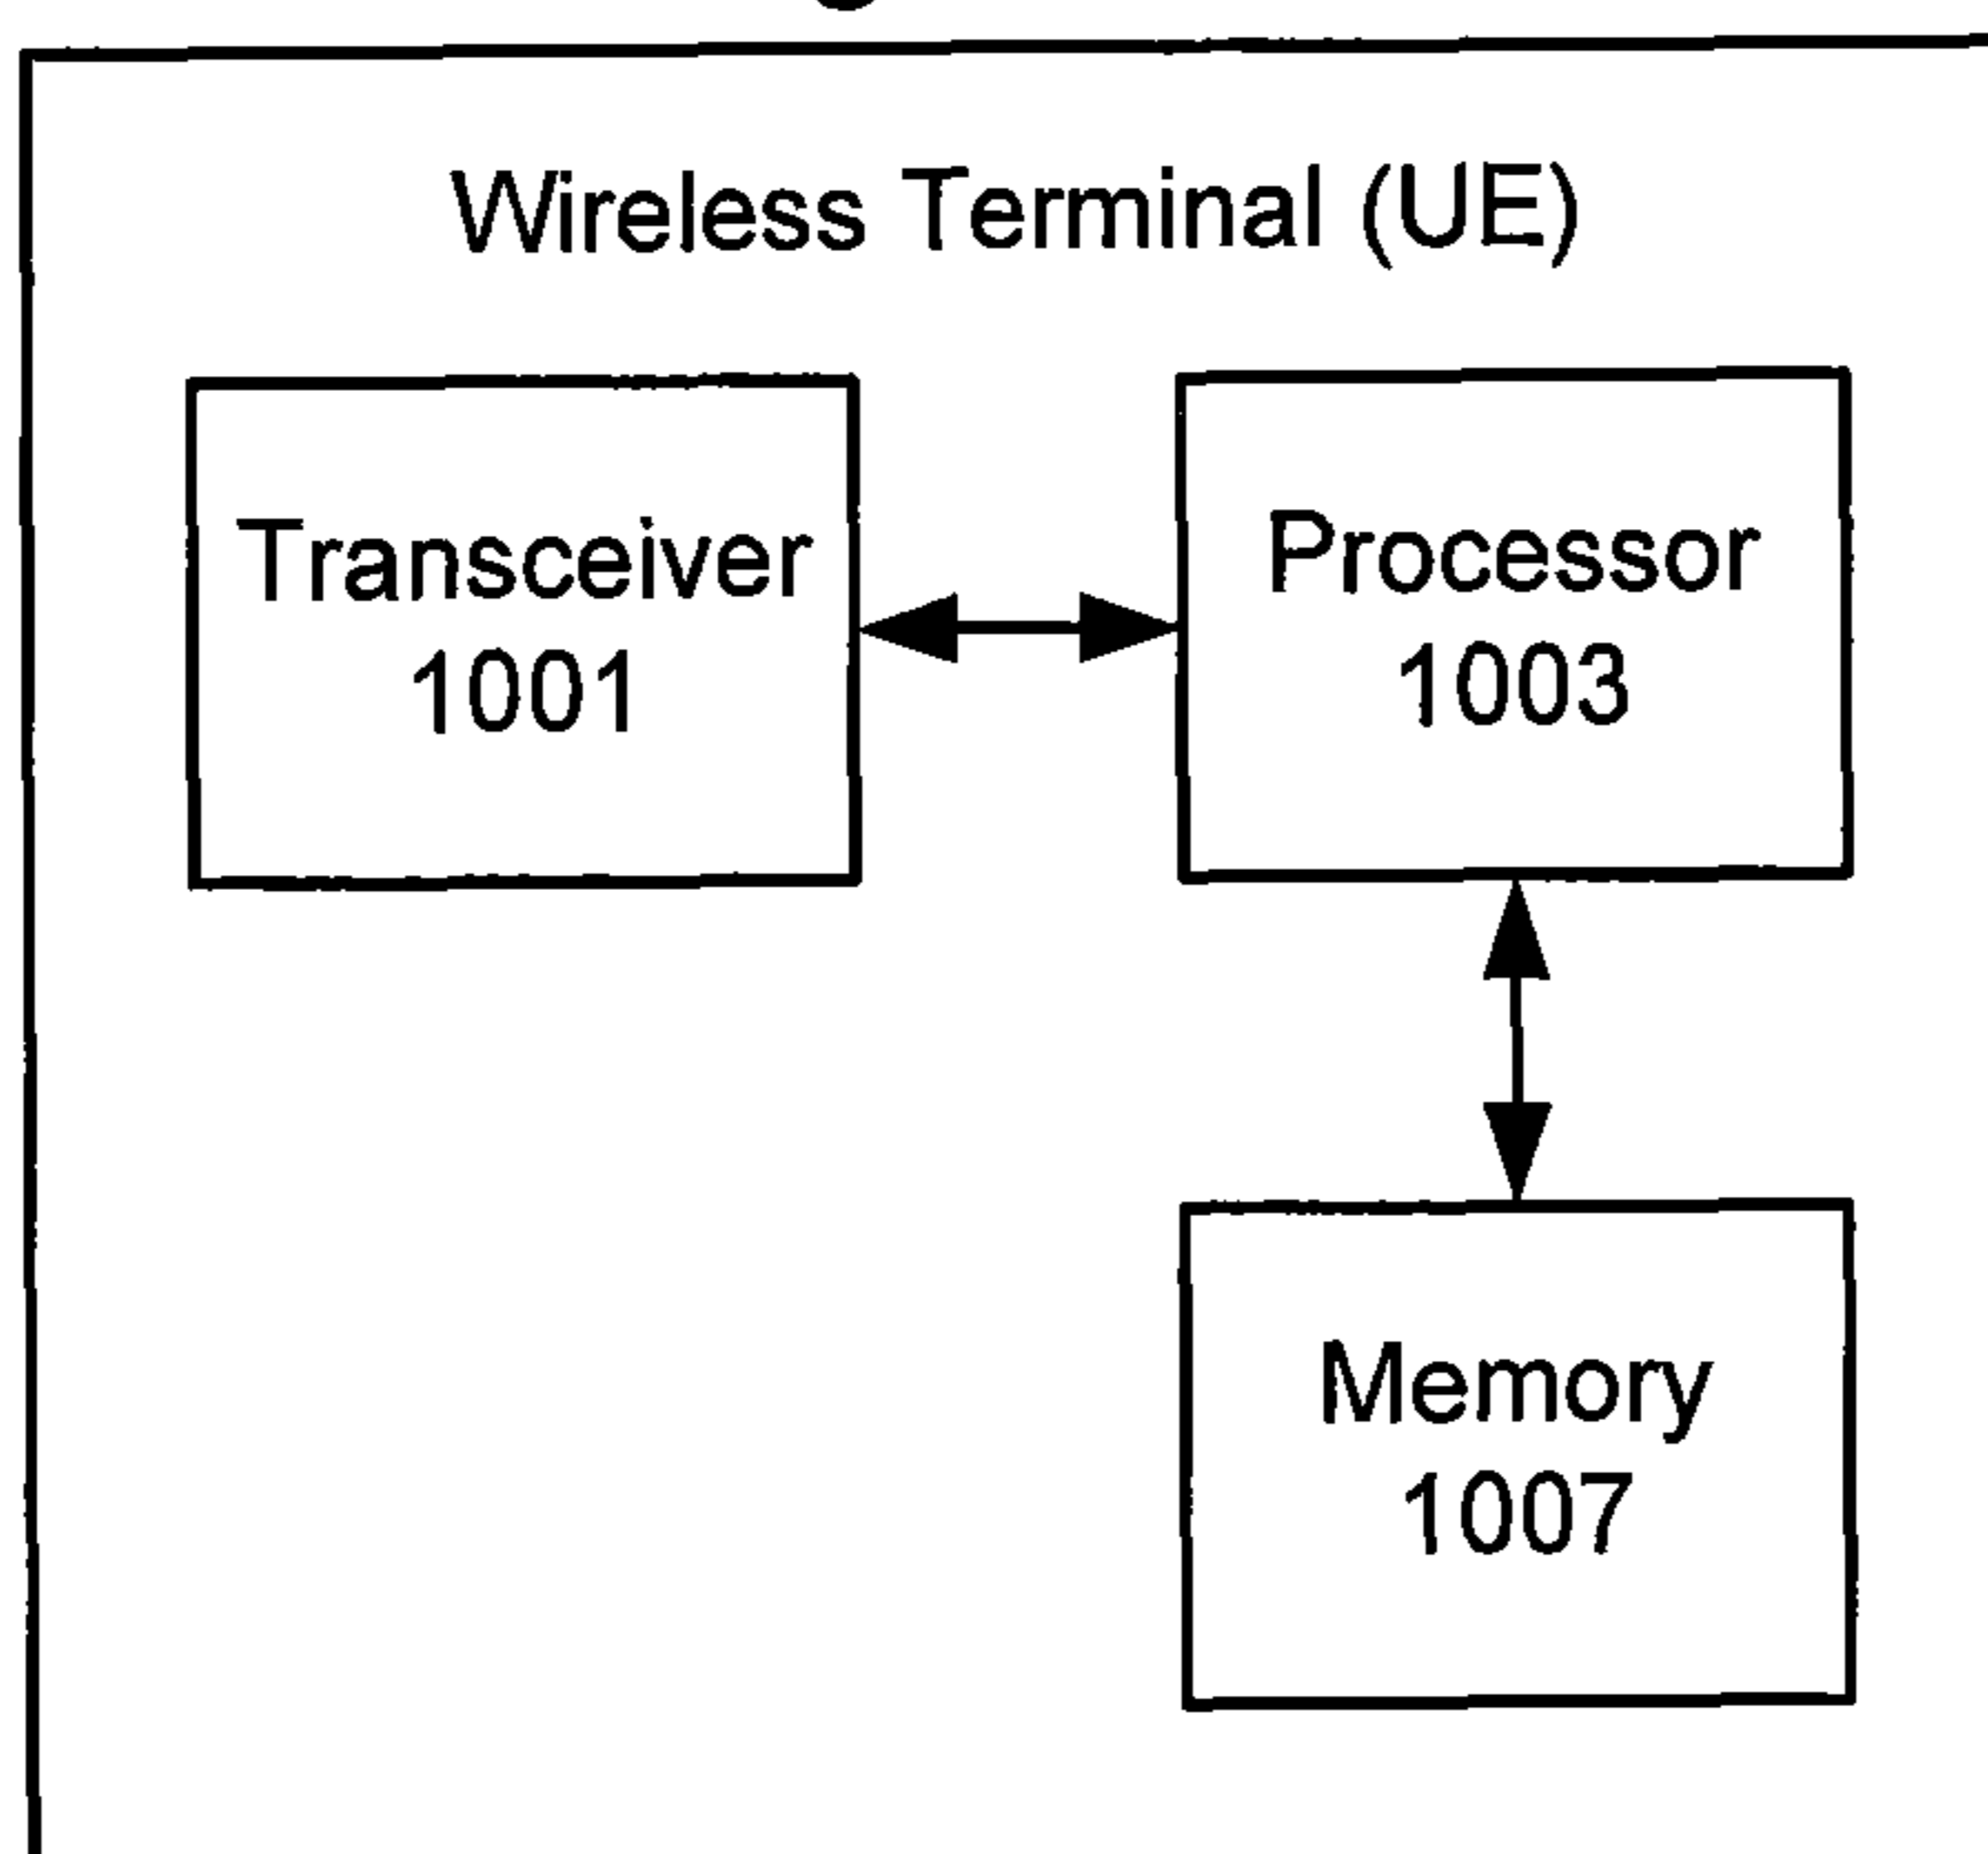 Wireless Terminal (UE)
Transceiver
1001
Processor
1003
Memory
1007